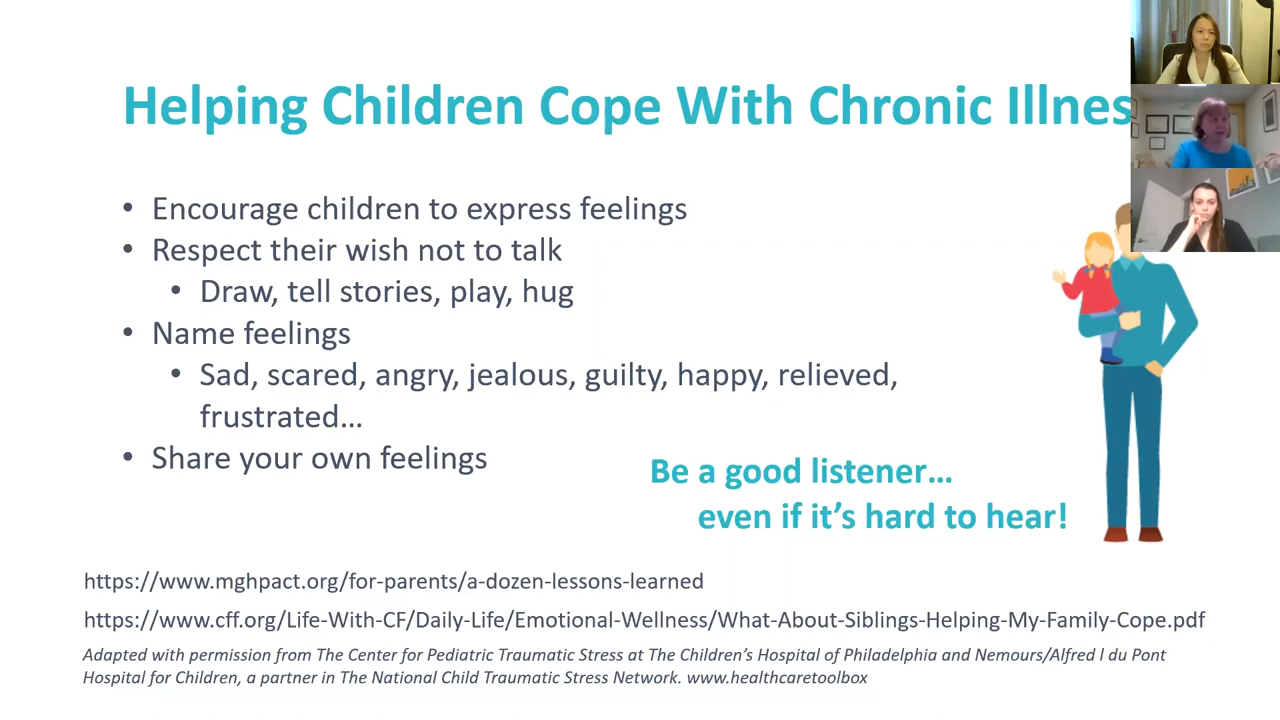 Helping Children Cope With Chronic Illnes
• Encourage children to express feelings
• Respect their wish not to talk
• Draw, tell stories, play, hug
• Name feelings
• Sad, scared, angry, jealous, guilty, happy, relieved,
frustrated…
• Share your own feelings
Be a good listener…
even if it’s hard to hear!
https://www.mghpact.org/for-parents/a-dozen-lessons-learned
https://www.cff.org/Life-With-CF/Daily-Life/Emotional-Wellness/What-About-Siblings-Helping-My-Family-Cope.pdf
Adapted with permission from The Center for Pediatric Traumatic Stress at The Children’s Hospital of Philadelphia and Nemours/Alfred I du Pont
Hospital for Children, a partner in The National Child Traumatic Stress Network. www.healthcaretoolbox